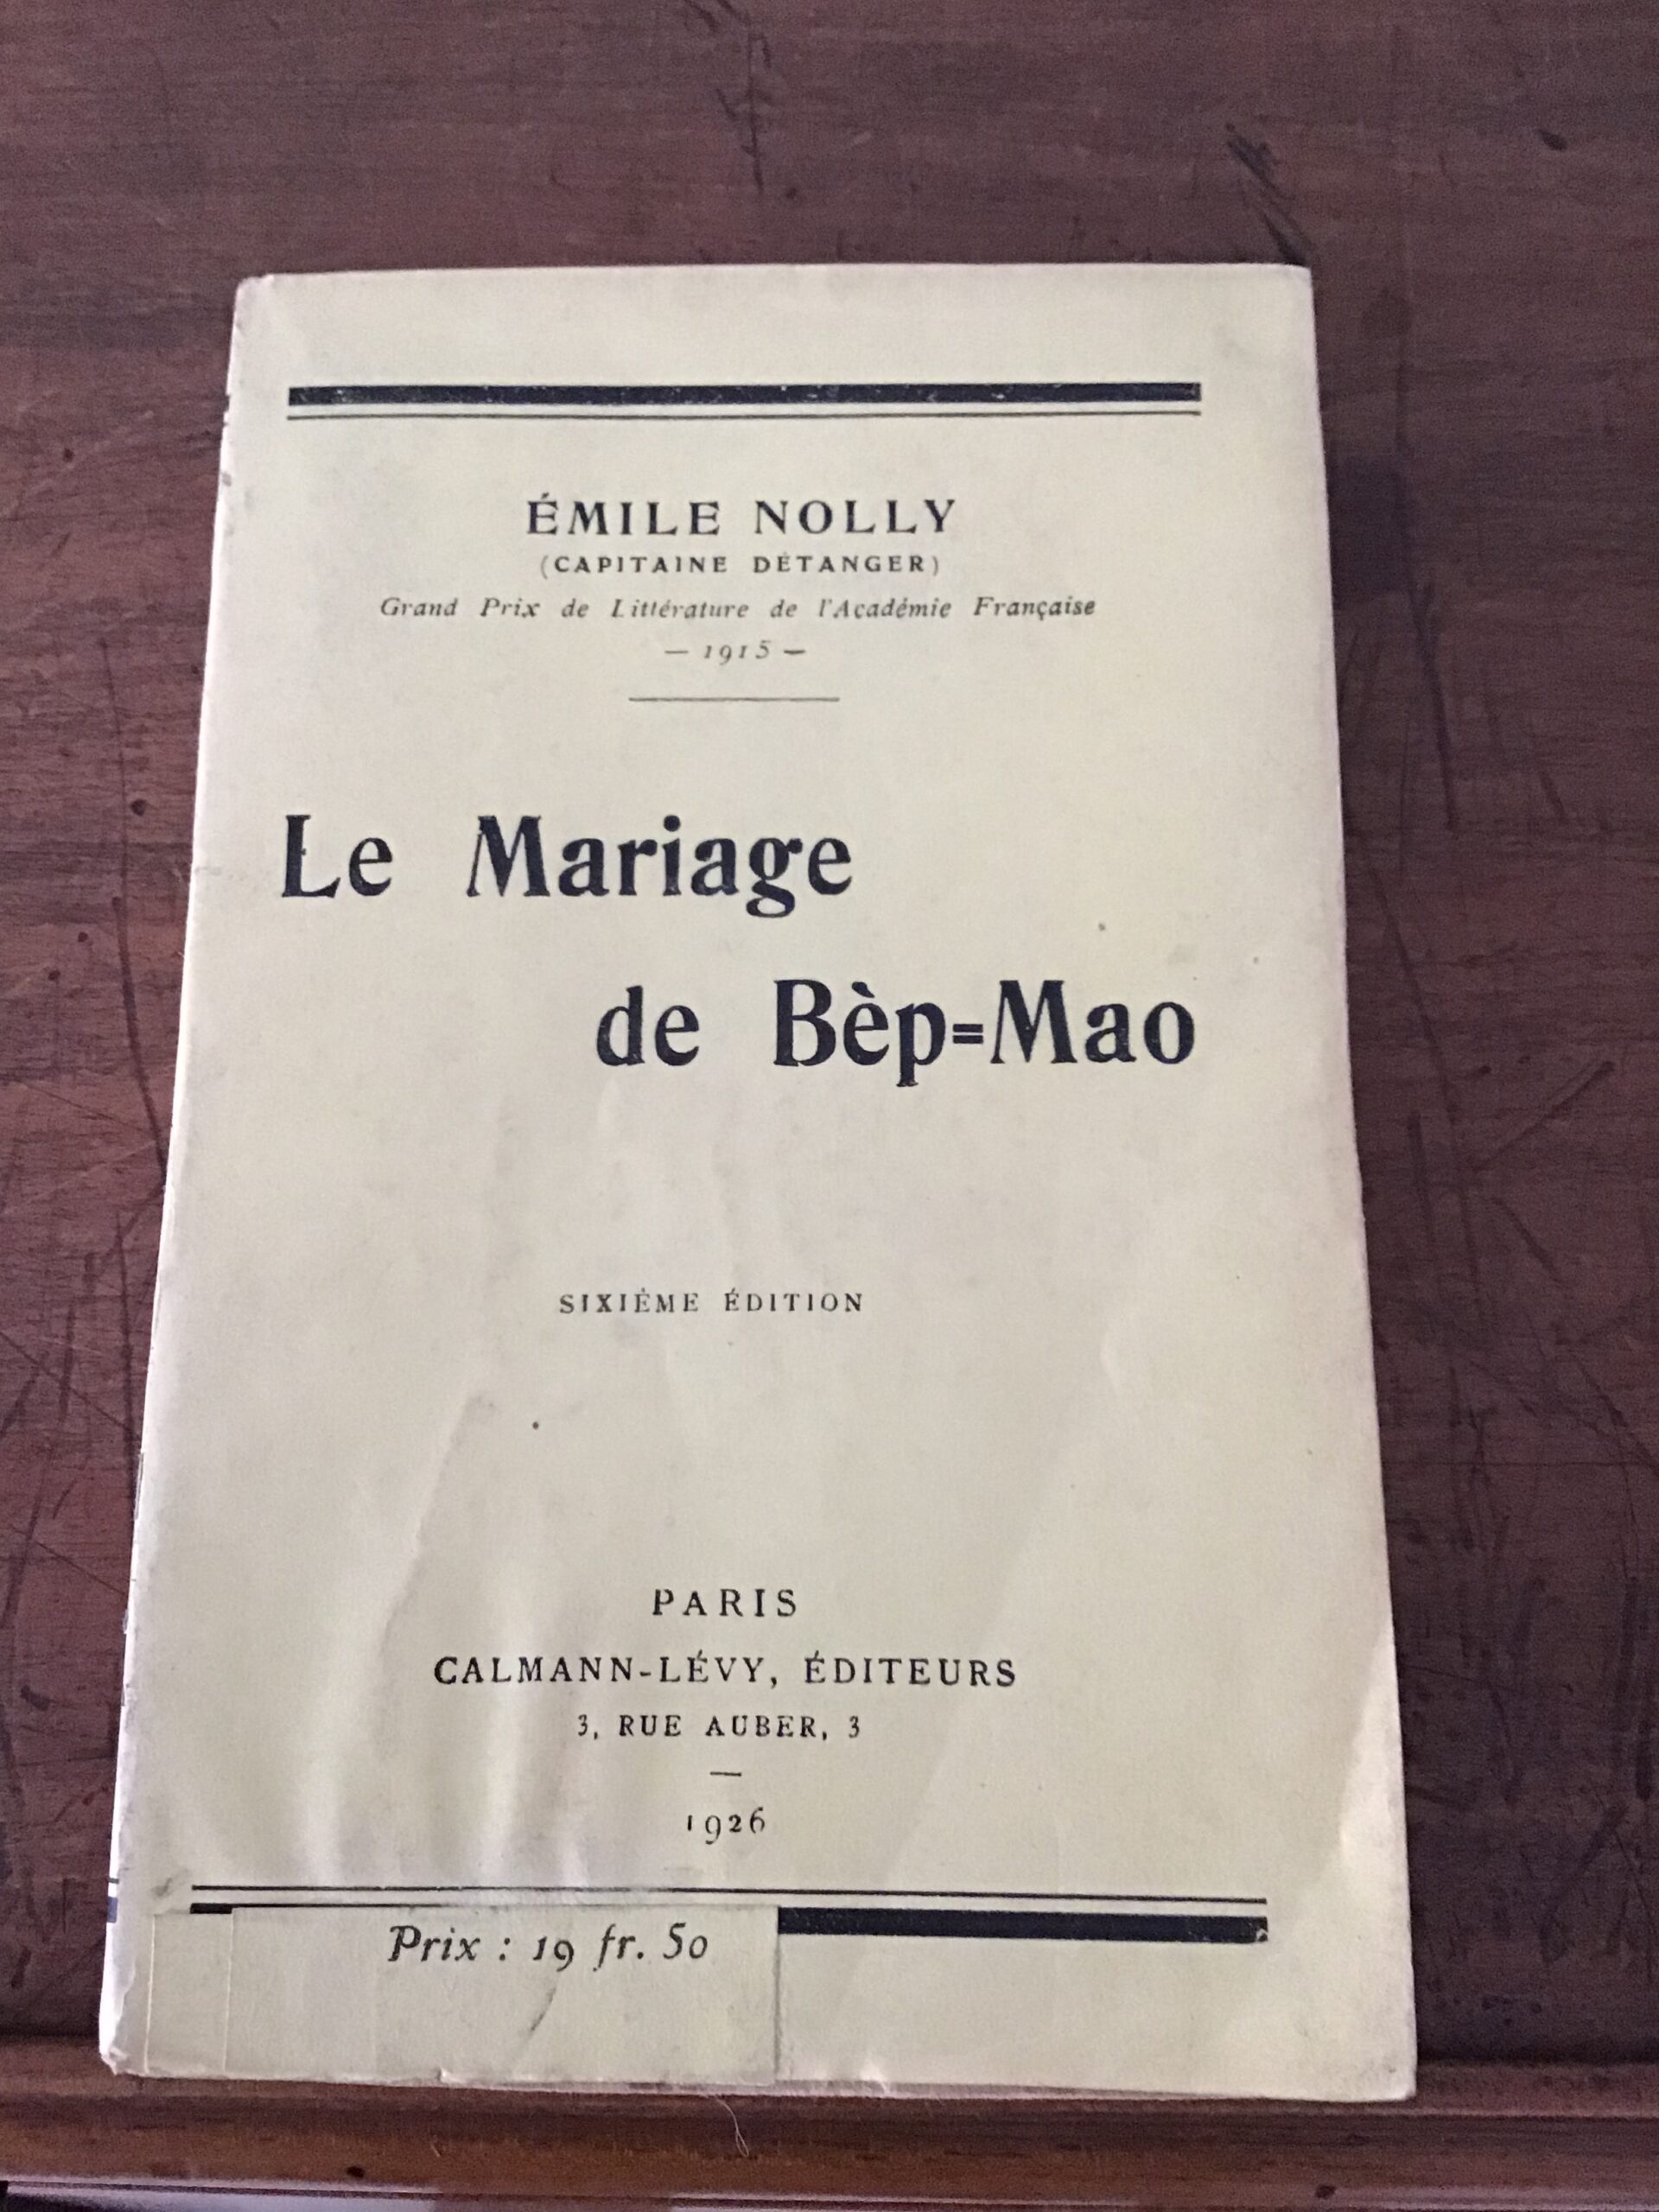 ÉMILE NOLLY
(CAPITAINE DÉTANGER)
Grand Prix de Littérature de l'Académie Française
— 1915 —
Le Mariage
de Bèp=Mao
SIXIÈME ÉDITION
PARIS
CALMANN-LÉVY, ÉDITEURS
3, RUE AUBER, 3
1926
Prix : 19 fr. 50